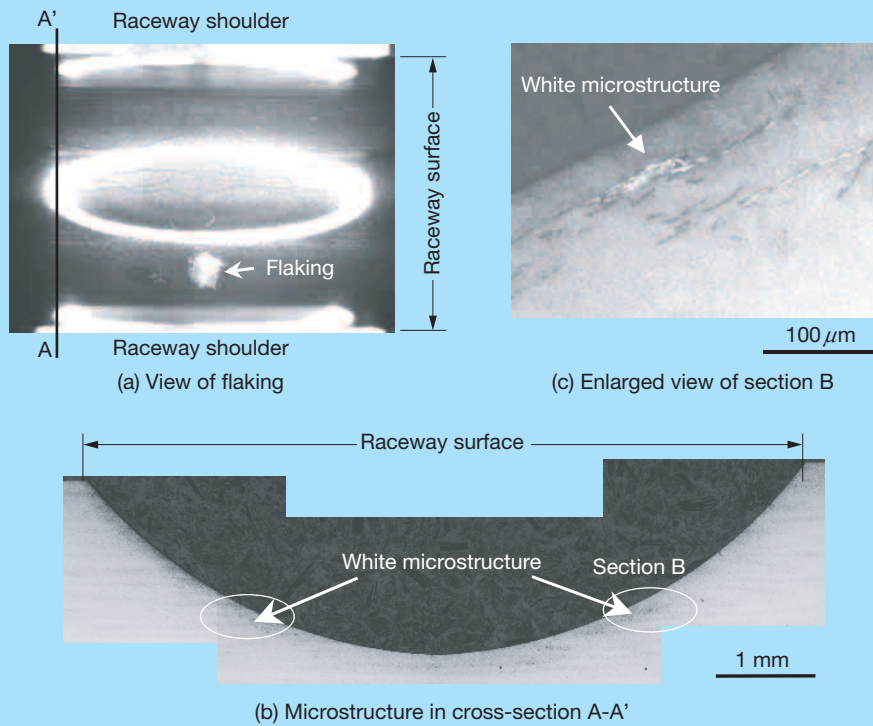 A'
Raceway shoulder
Raceway surface
Flaking
A
Raceway shoulder
(a) View of flaking
White microstructure
100 μm
(c) Enlarged view of section B
Raceway surface
White microstructure
Section B
1 mm
(b) Microstructure in cross-section A-A'